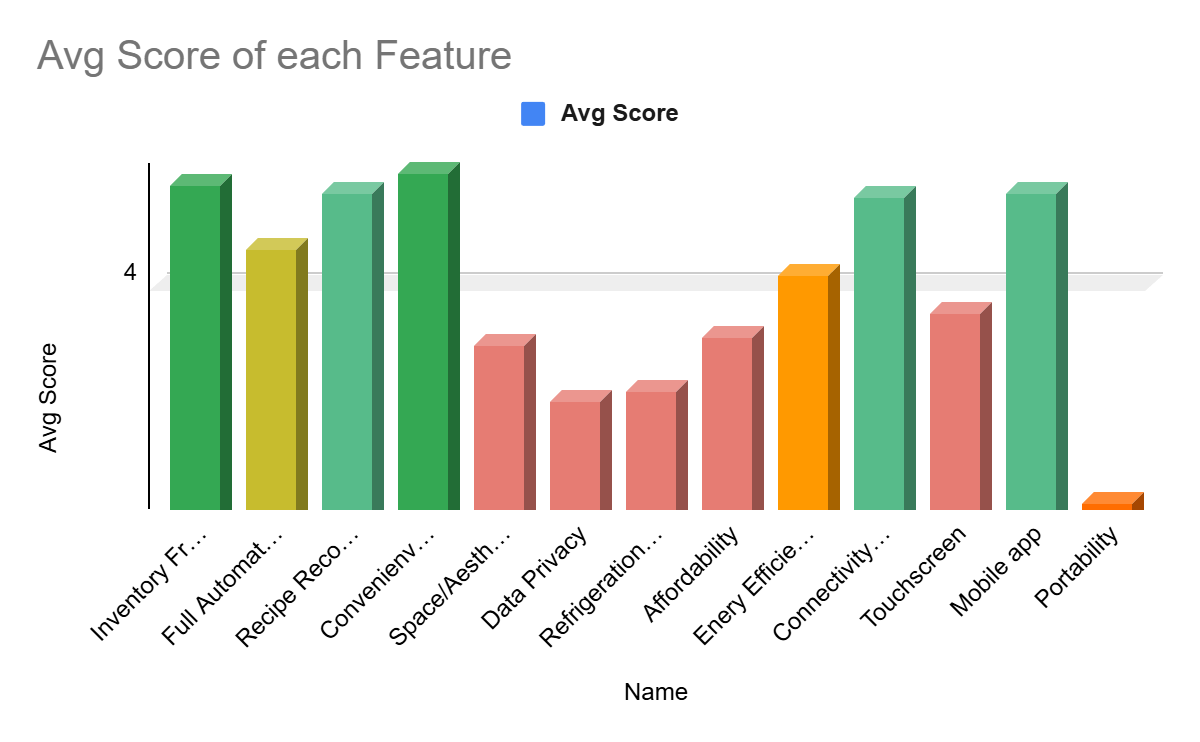 Avg Score of each Feature
Avg Score
4
Avg Score
Inventory Fr…
Full Automat…
Recipe Reco…
Convenienv…
Space/Aesth…
Data Privacy
Refrigeration…
Affordability
Enery Efficie…
Connectivity…
Touchscreen
Mobile app
Portability
Name